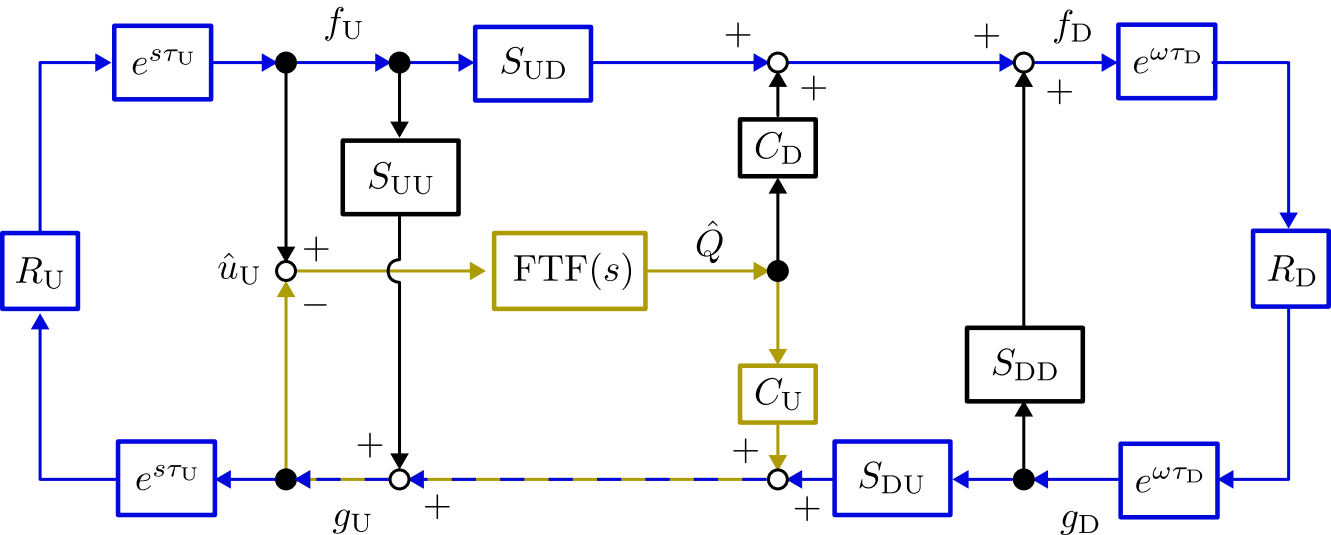 f_U
f_D
+
+
e^{sτ_U}
S_UD
e^{ωτ_D}
+
+
C_D
S_UU
+
û_U
FTF(s)
Q̂
R_U
R_D
−
S_DD
C_U
+
+
e^{sτ_U}
S_DU
e^{ωτ_D}
+
+
g_U
g_D